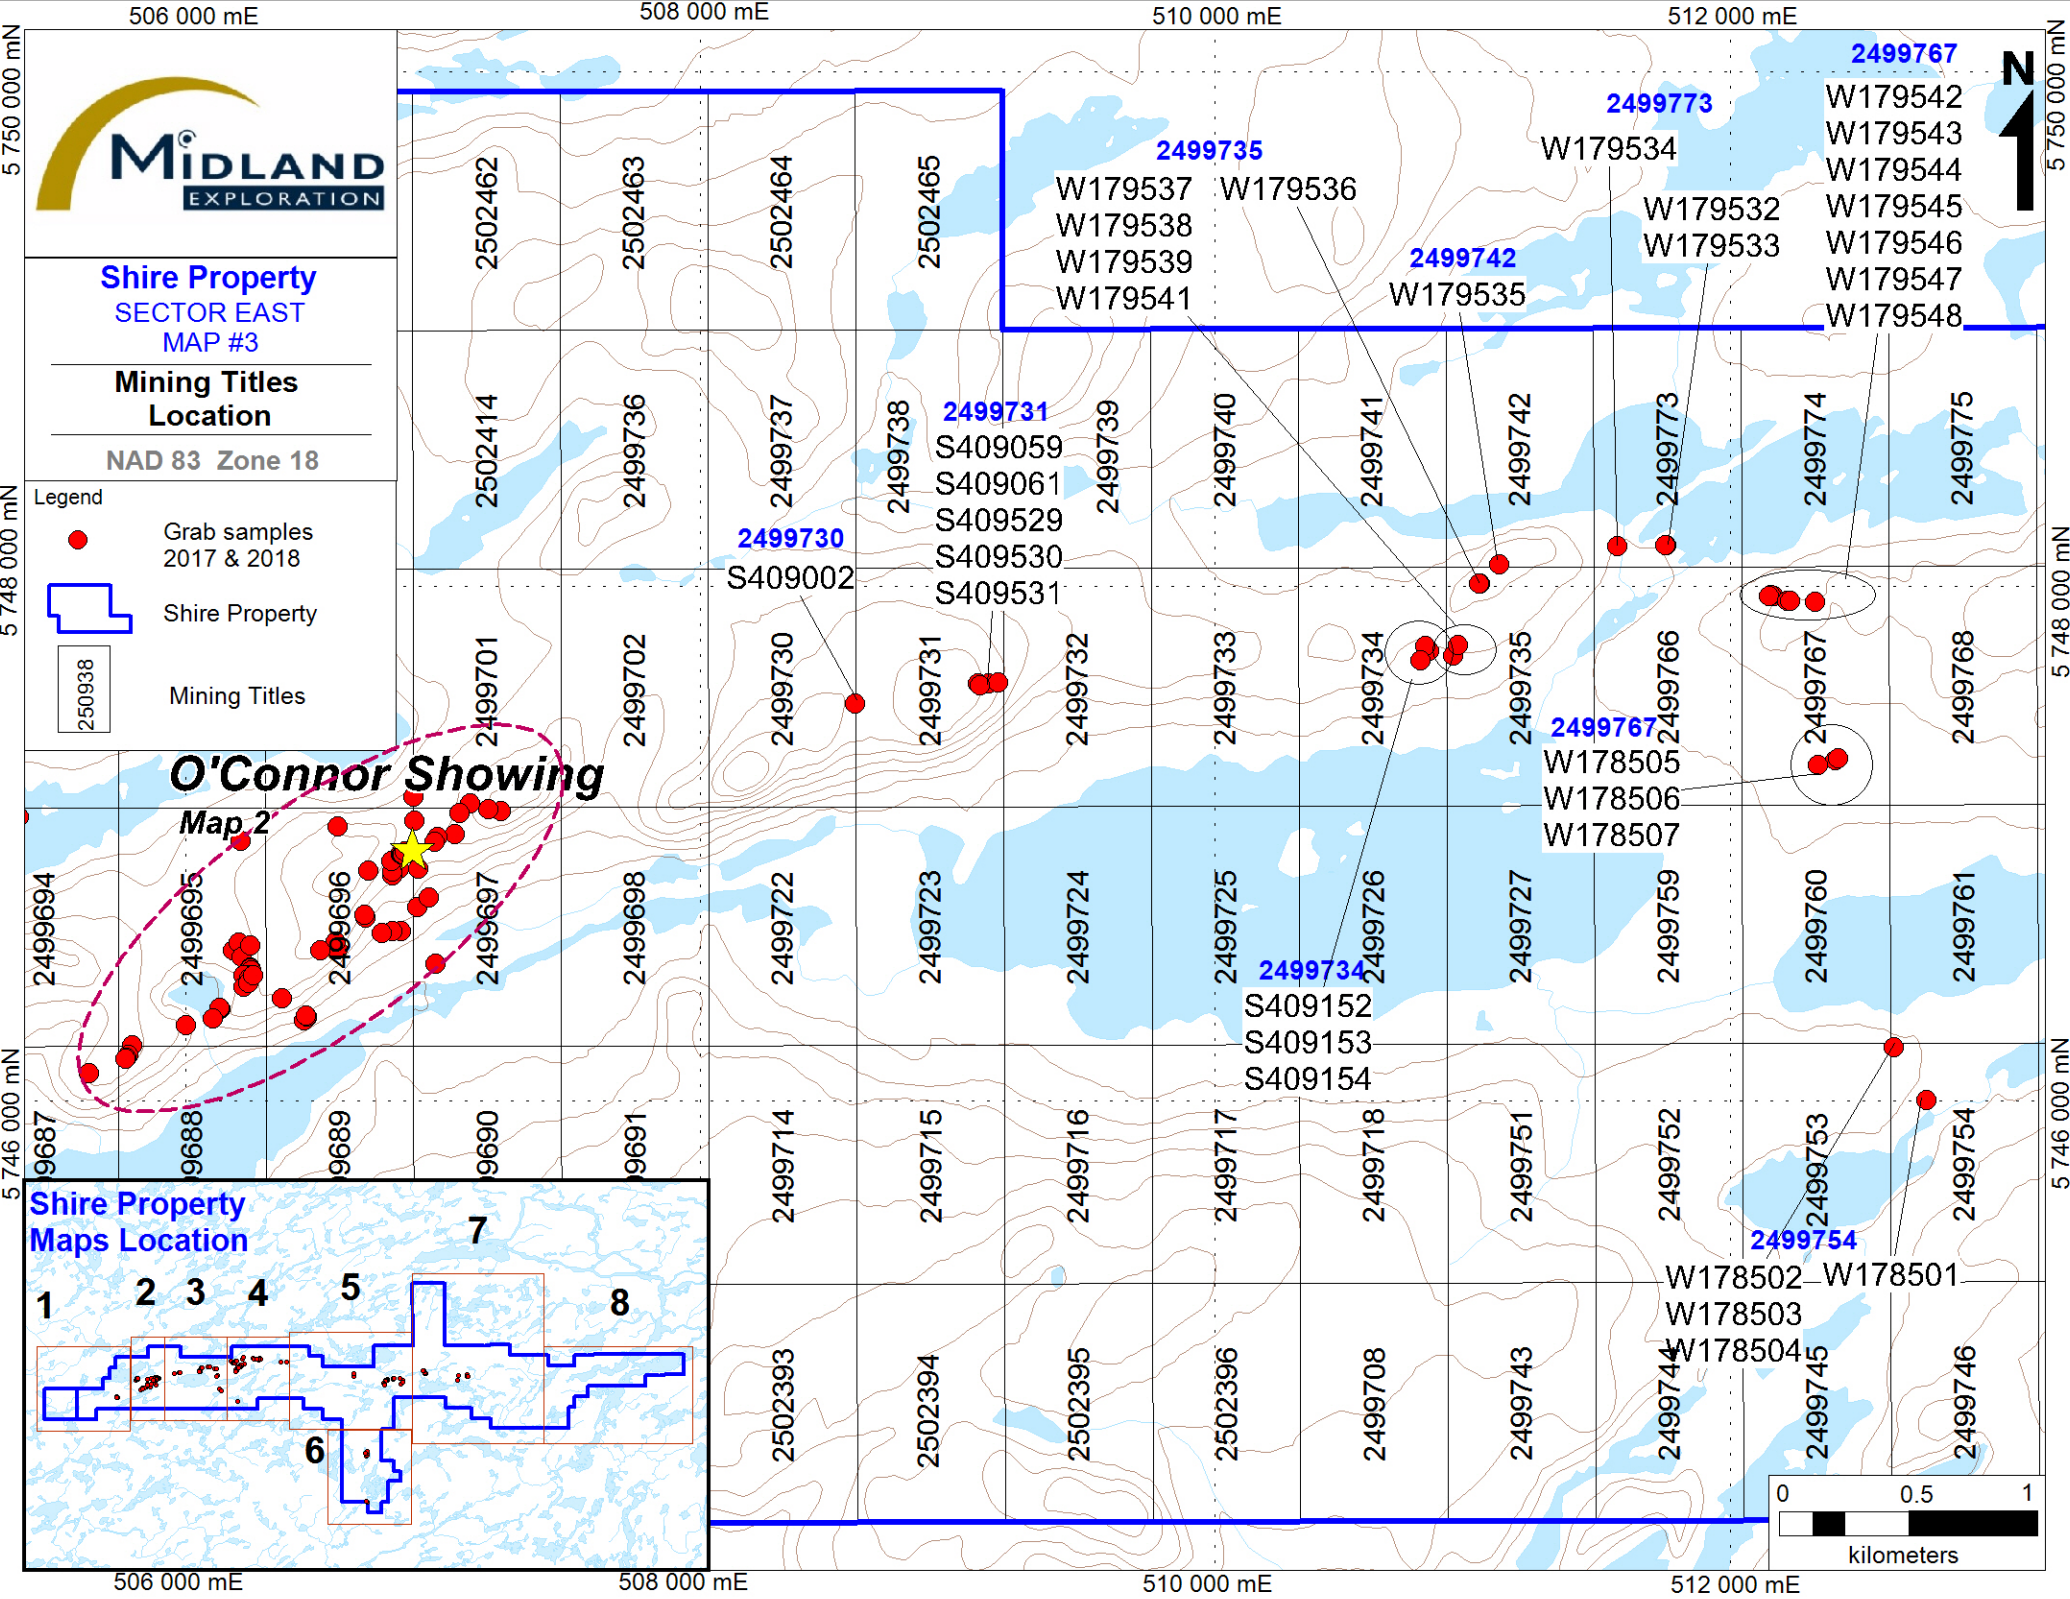 506 000 mE
508 000 mE
510 000 mE
512 000 mE
5 750 000 mN
5 748 000 mN
5 746 000 mN
5 750 000 mN
5 748 000 mN
5 746 000 mN
MiDLAND
EXPLORATION
Shire Property
SECTOR EAST
MAP #3
Mining Titles
Location
NAD 83 Zone 18
Legend
Grab samples
2017 & 2018
Shire Property
250938
Mining Titles
N
2499767
W179542
W179543
W179544
W179545
W179546
W179547
W179548
2499773
W179534
W179532
W179533
2499735
W179537 W179536
W179538
W179539
W179541
2499742
W179535
2499731
S409059
S409061
S409529
S409530
S409531
2499730
S409002
2499767
W178505
W178506
W178507
2499734
S409152
S409153
S409154
2499754
W178502 W178501
W178503
W178504
O'Connor Showing
Map 2
2502462
2502463
2502464
2502465
2502414
2499736
2499737
2499738
2499739
2499740
2499741
2499742
2499773
2499774
2499775
2499701
2499702
2499730
2499731
2499732
2499733
2499734
2499735
2499766
2499767
2499768
2499694
2499695
2499696
2499697
2499698
2499722
2499723
2499724
2499725
2499726
2499727
2499759
2499760
2499761
99687
99688
99689
99690
99691
2499714
2499715
2499716
2499717
2499718
2499751
2499752
2499753
2499754
2502393
2502394
2502395
2502396
2499708
2499743
2499744
2499745
2499746
Shire Property
Maps Location
1
2
3
4
5
6
7
8
0 0.5 1
kilometers
506 000 mE
508 000 mE
510 000 mE
512 000 mE